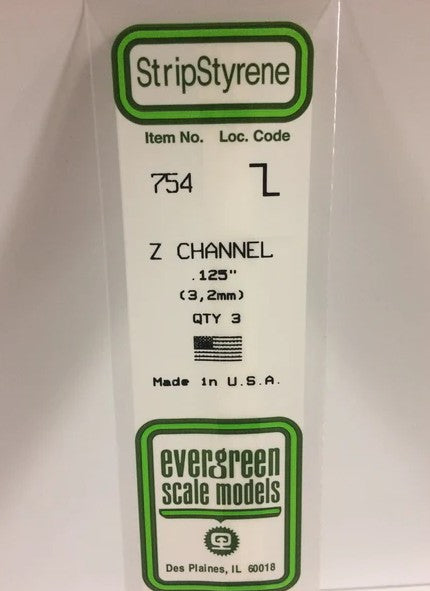 StripStyrene
Item No. Loc. Code
754
Z CHANNEL
.125"
(3,2mm)
QTY 3
Made in U.S.A.
evergreen
scale models
Des Plaines, IL 60018